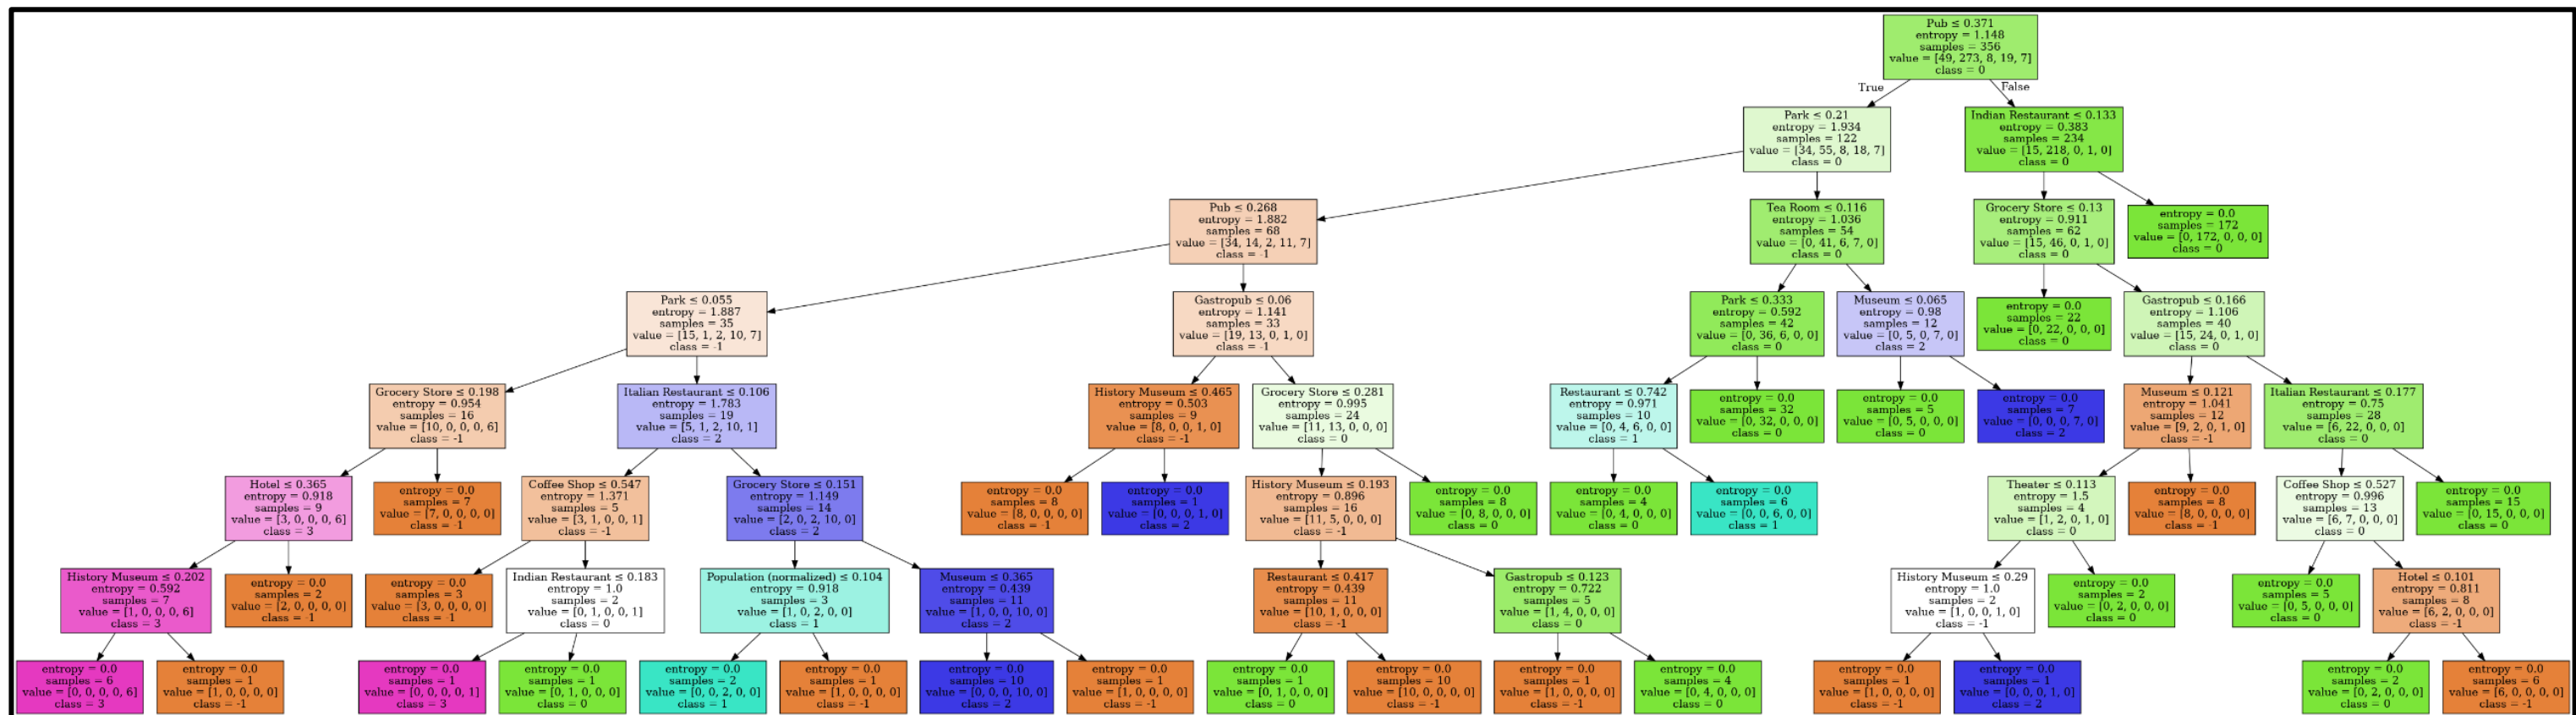 Pub ≤ 0.371
entropy = 1.148
samples = 356
value = [49, 273, 8, 19, 7]
class = 0
True
False
Park ≤ 0.21
entropy = 1.934
samples = 122
value = [34, 55, 8, 18, 7]
class = 0
Indian Restaurant ≤ 0.133
entropy = 0.383
samples = 234
value = [15, 218, 0, 1, 0]
class = 0
Pub ≤ 0.268
entropy = 1.882
samples = 68
value = [34, 14, 2, 11, 7]
class = -1
Tea Room ≤ 0.116
entropy = 1.036
samples = 54
value = [0, 41, 6, 7, 0]
class = 0
Grocery Store ≤ 0.13
entropy = 0.911
samples = 62
value = [15, 46, 0, 1, 0]
class = 0
entropy = 0.0
samples = 172
value = [0, 172, 0, 0, 0]
class = 0
Park ≤ 0.055
entropy = 1.887
samples = 35
value = [15, 1, 2, 10, 7]
class = -1
Gastropub ≤ 0.06
entropy = 1.141
samples = 33
value = [19, 13, 0, 1, 0]
class = -1
Park ≤ 0.333
entropy = 0.592
samples = 42
value = [0, 36, 6, 0, 0]
class = 0
Museum ≤ 0.065
entropy = 0.98
samples = 12
value = [0, 5, 0, 7, 0]
class = 2
entropy = 0.0
samples = 22
value = [0, 22, 0, 0, 0]
class = 0
Gastropub ≤ 0.166
entropy = 1.106
samples = 40
value = [15, 24, 0, 1, 0]
class = 0
Grocery Store ≤ 0.198
entropy = 0.954
samples = 16
value = [10, 0, 0, 0, 6]
class = -1
Italian Restaurant ≤ 0.106
entropy = 1.783
samples = 19
value = [5, 1, 2, 10, 1]
class = 2
History Museum ≤ 0.465
entropy = 0.503
samples = 9
value = [8, 0, 0, 1, 0]
class = -1
Grocery Store ≤ 0.281
entropy = 0.995
samples = 24
value = [11, 13, 0, 0, 0]
class = 0
Restaurant ≤ 0.742
entropy = 0.971
samples = 10
value = [0, 4, 6, 0, 0]
class = 1
entropy = 0.0
samples = 32
value = [0, 32, 0, 0, 0]
class = 0
entropy = 0.0
samples = 5
value = [0, 5, 0, 0, 0]
class = 0
entropy = 0.0
samples = 7
value = [0, 0, 0, 7, 0]
class = 2
Museum ≤ 0.121
entropy = 1.041
samples = 12
value = [9, 2, 0, 1, 0]
class = -1
Italian Restaurant ≤ 0.177
entropy = 0.75
samples = 28
value = [6, 22, 0, 0, 0]
class = 0
Hotel ≤ 0.365
entropy = 0.918
samples = 9
value = [3, 0, 0, 0, 6]
class = 3
entropy = 0.0
samples = 7
value = [7, 0, 0, 0, 0]
class = -1
Coffee Shop ≤ 0.547
entropy = 1.371
samples = 5
value = [3, 1, 0, 0, 1]
class = -1
Grocery Store ≤ 0.151
entropy = 1.149
samples = 14
value = [2, 0, 2, 10, 0]
class = 2
entropy = 0.0
samples = 8
value = [8, 0, 0, 0, 0]
class = -1
entropy = 0.0
samples = 1
value = [0, 0, 0, 1, 0]
class = 2
History Museum ≤ 0.193
entropy = 0.896
samples = 16
value = [11, 5, 0, 0, 0]
class = -1
entropy = 0.0
samples = 8
value = [0, 8, 0, 0, 0]
class = 0
entropy = 0.0
samples = 4
value = [0, 4, 0, 0, 0]
class = 0
entropy = 0.0
samples = 6
value = [0, 0, 6, 0, 0]
class = 1
Theater ≤ 0.113
entropy = 1.5
samples = 4
value = [1, 2, 0, 1, 0]
class = 0
entropy = 0.0
samples = 8
value = [8, 0, 0, 0, 0]
class = -1
Coffee Shop ≤ 0.527
entropy = 0.996
samples = 13
value = [6, 7, 0, 0, 0]
class = 0
entropy = 0.0
samples = 15
value = [0, 15, 0, 0, 0]
class = 0
History Museum ≤ 0.202
entropy = 0.592
samples = 7
value = [1, 0, 0, 0, 6]
class = 3
entropy = 0.0
samples = 2
value = [2, 0, 0, 0, 0]
class = -1
entropy = 0.0
samples = 3
value = [3, 0, 0, 0, 0]
class = -1
Indian Restaurant ≤ 0.183
entropy = 1.0
samples = 2
value = [0, 1, 0, 0, 1]
class = 0
Population (normalized) ≤ 0.104
entropy = 0.918
samples = 3
value = [1, 0, 2, 0, 0]
class = 1
Museum ≤ 0.365
entropy = 0.439
samples = 11
value = [1, 0, 0, 10, 0]
class = 2
Restaurant ≤ 0.417
entropy = 0.439
samples = 11
value = [10, 1, 0, 0, 0]
class = -1
Gastropub ≤ 0.123
entropy = 0.722
samples = 5
value = [1, 4, 0, 0, 0]
class = 0
History Museum ≤ 0.29
entropy = 1.0
samples = 2
value = [1, 0, 0, 1, 0]
class = -1
entropy = 0.0
samples = 2
value = [0, 2, 0, 0, 0]
class = 0
entropy = 0.0
samples = 5
value = [0, 5, 0, 0, 0]
class = 0
Hotel ≤ 0.101
entropy = 0.811
samples = 8
value = [6, 2, 0, 0, 0]
class = -1
entropy = 0.0
samples = 6
value = [0, 0, 0, 0, 6]
class = 3
entropy = 0.0
samples = 1
value = [1, 0, 0, 0, 0]
class = -1
entropy = 0.0
samples = 1
value = [0, 0, 0, 0, 1]
class = 3
entropy = 0.0
samples = 1
value = [0, 1, 0, 0, 0]
class = 0
entropy = 0.0
samples = 2
value = [0, 0, 2, 0, 0]
class = 1
entropy = 0.0
samples = 1
value = [1, 0, 0, 0, 0]
class = -1
entropy = 0.0
samples = 10
value = [0, 0, 0, 10, 0]
class = 2
entropy = 0.0
samples = 1
value = [1, 0, 0, 0, 0]
class = -1
entropy = 0.0
samples = 1
value = [0, 1, 0, 0, 0]
class = 0
entropy = 0.0
samples = 10
value = [10, 0, 0, 0, 0]
class = -1
entropy = 0.0
samples = 1
value = [1, 0, 0, 0, 0]
class = -1
entropy = 0.0
samples = 4
value = [0, 4, 0, 0, 0]
class = 0
entropy = 0.0
samples = 1
value = [1, 0, 0, 0, 0]
class = -1
entropy = 0.0
samples = 1
value = [0, 0, 0, 1, 0]
class = 2
entropy = 0.0
samples = 2
value = [0, 2, 0, 0, 0]
class = 0
entropy = 0.0
samples = 6
value = [6, 0, 0, 0, 0]
class = -1